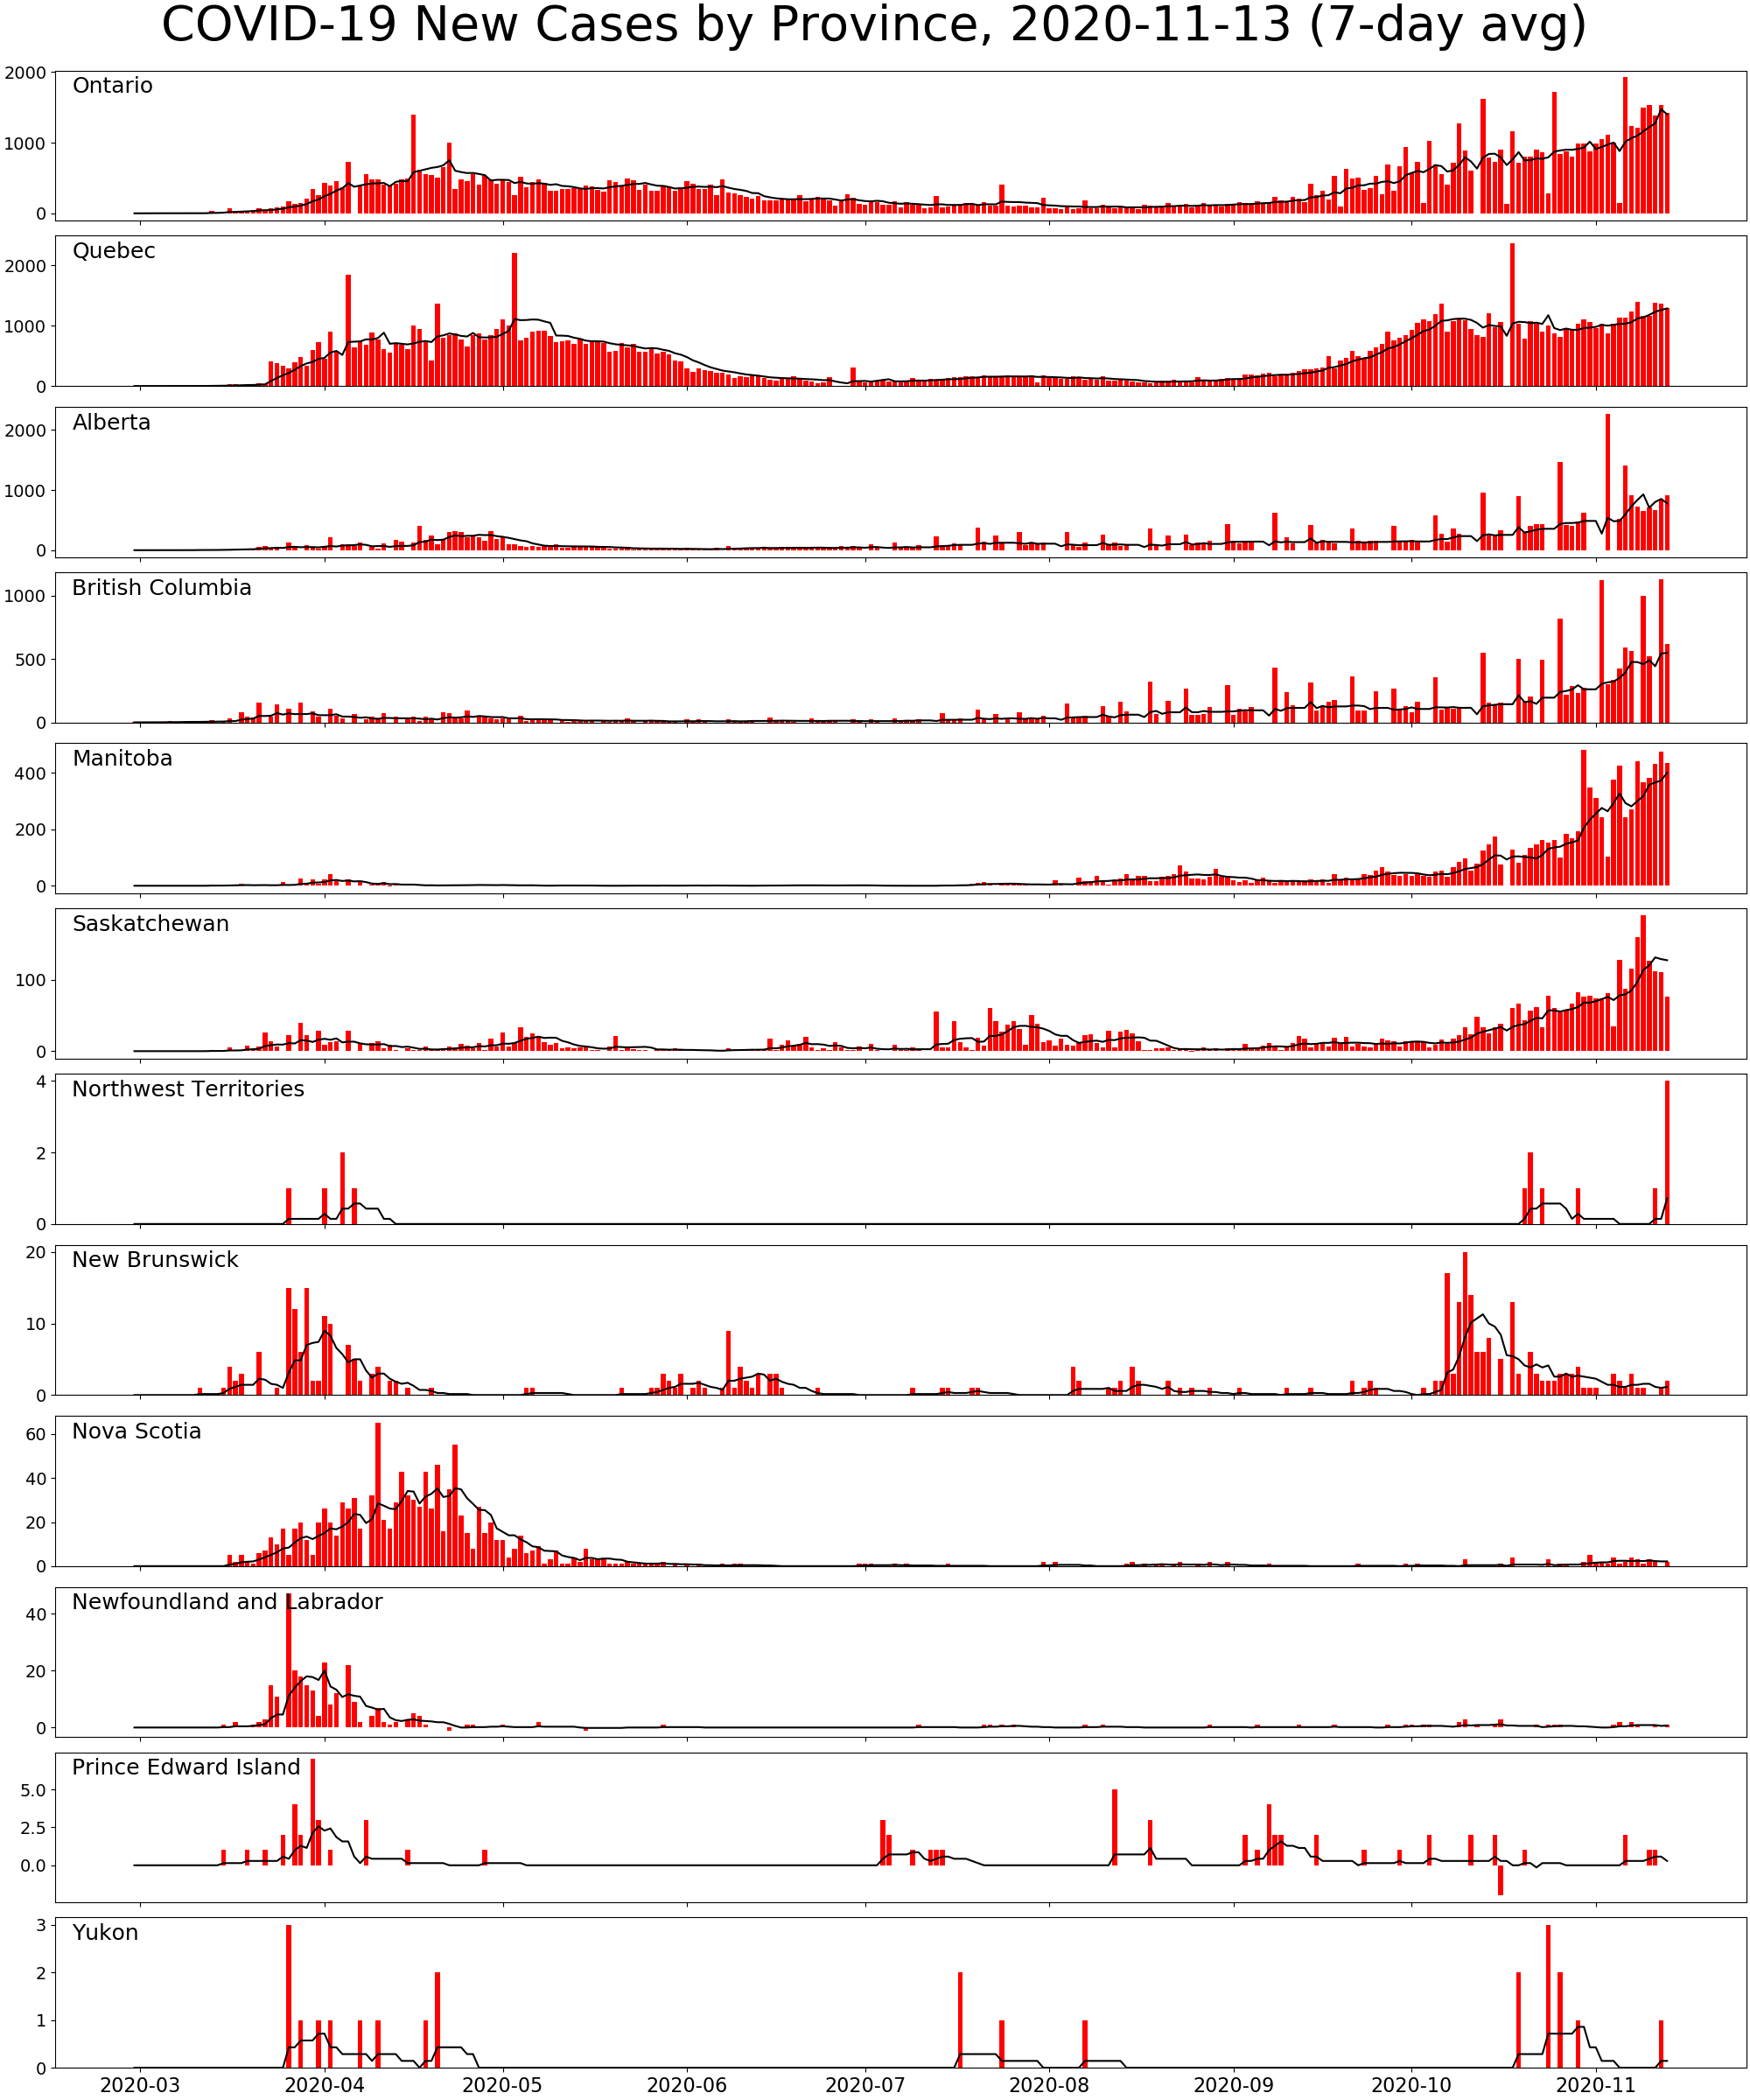 COVID-19 New Cases by Province, 2020-11-13 (7-day avg)
Ontario
2000
1000
0
Quebec
2000
1000
0
Alberta
2000
1000
0
British Columbia
1000
500
0
Manitoba
400
200
0
Saskatchewan
100
0
Northwest Territories
4
2
0
New Brunswick
20
10
0
Nova Scotia
60
40
20
0
Newfoundland and Labrador
40
20
0
Prince Edward Island
5.0
2.5
0.0
Yukon
3
2
1
0
2020-03 2020-04 2020-05 2020-06 2020-07 2020-08 2020-09 2020-10 2020-11